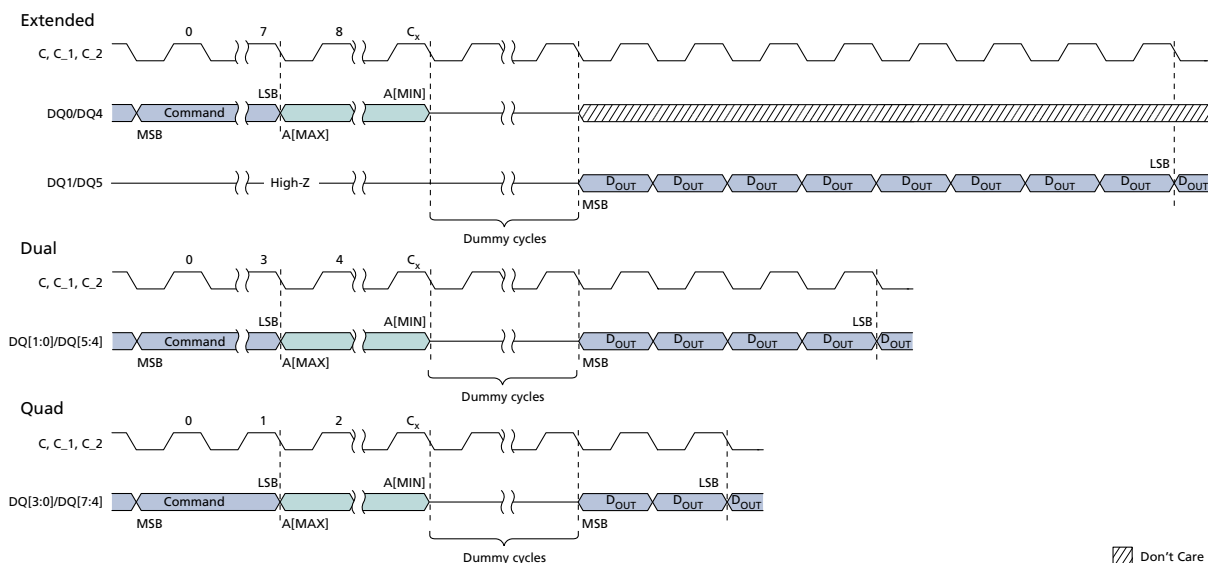 Extended
0 7 8 Cx
C, C_1, C_2
LSB A[MIN]
DQ0/DQ4 Command
MSB A[MAX]
LSB
DQ1/DQ5 High-Z DOUT DOUT DOUT DOUT DOUT DOUT DOUT DOUT DOUT
MSB
Dummy cycles
Dual
0 3 4 Cx
C, C_1, C_2
LSB A[MIN] LSB
DQ[1:0]/DQ[5:4] Command DOUT DOUT DOUT DOUT DOUT
MSB A[MAX] MSB
Dummy cycles
Quad
0 1 2 Cx
C, C_1, C_2
LSB A[MIN] LSB
DQ[3:0]/DQ[7:4] Command DOUT DOUT DOUT
MSB A[MAX] MSB
Dummy cycles
Don't Care